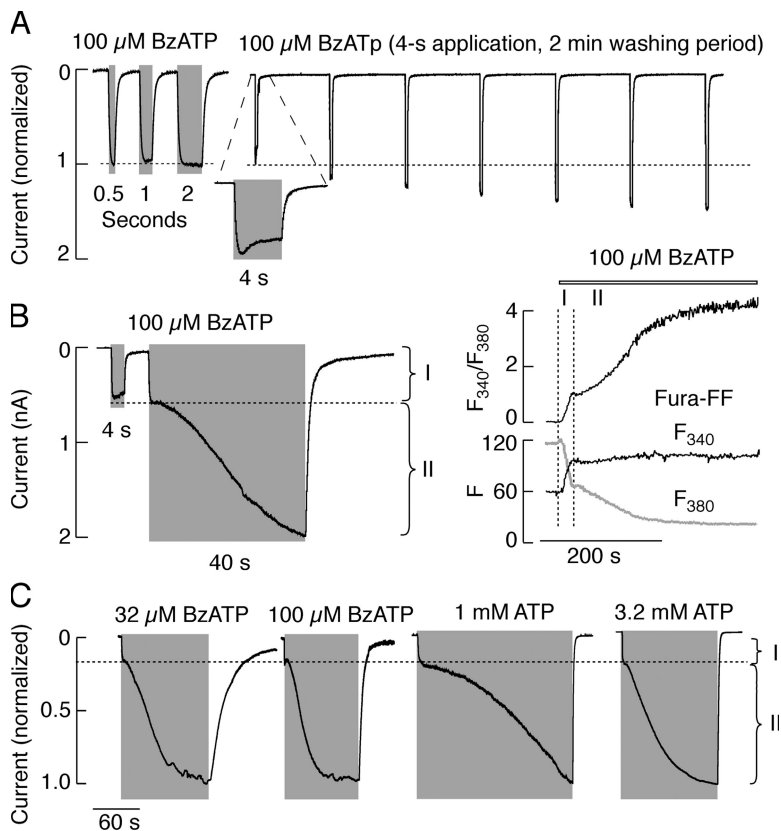 A
100 µM BzATP
100 µM BzATp (4-s application, 2 min washing period)
Current (normalized)
0
1
2
0.5 1 2
Seconds
4 s
B
100 µM BzATP
Current (nA)
0
1
2
4 s
40 s
I
II
100 µM BzATP
I II
F340/F380
4
2
0
Fura-FF
F
120
60
0
F340
F380
200 s
C
32 µM BzATP 100 µM BzATP 1 mM ATP 3.2 mM ATP
Current (normalized)
0
0.5
1.0
I
II
60 s